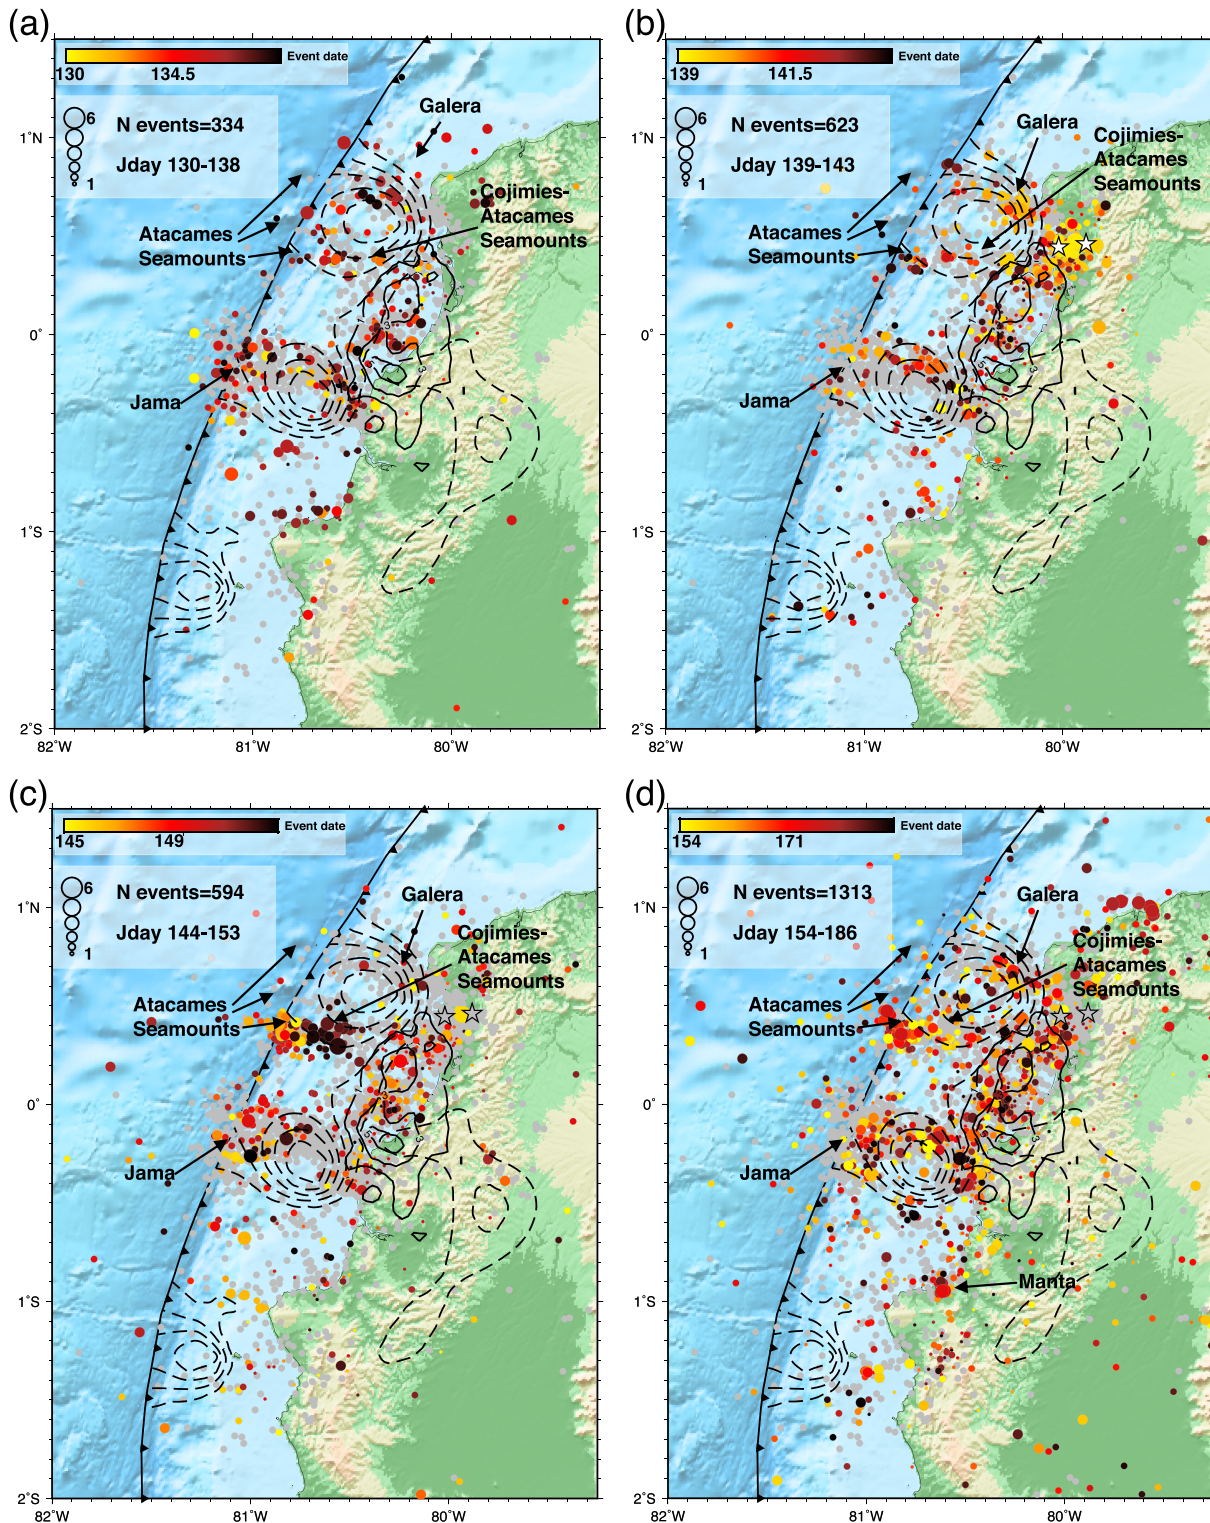 (a)
130
134.5
Event date
6
1
N events=334
Jday 130-138
Galera
Cojimies-
Atacames
Seamounts
Atacames
Seamounts
Jama
1°N
0°
1°S
2°S
82°W
81°W
80°W
(b)
139
141.5
Event date
6
1
N events=623
Jday 139-143
Galera
Cojimies-
Atacames
Seamounts
Atacames
Seamounts
Jama
1°N
0°
1°S
2°S
82°W
81°W
80°W
(c)
145
149
Event date
6
1
N events=594
Jday 144-153
Galera
Cojimies-
Atacames
Seamounts
Atacames
Seamounts
Jama
1°N
0°
1°S
2°S
82°W
81°W
80°W
(d)
154
171
Event date
6
1
N events=1313
Jday 154-186
Galera
Cojimies-
Atacames
Seamounts
Atacames
Seamounts
Jama
Manta
1°N
0°
1°S
2°S
82°W
81°W
80°W